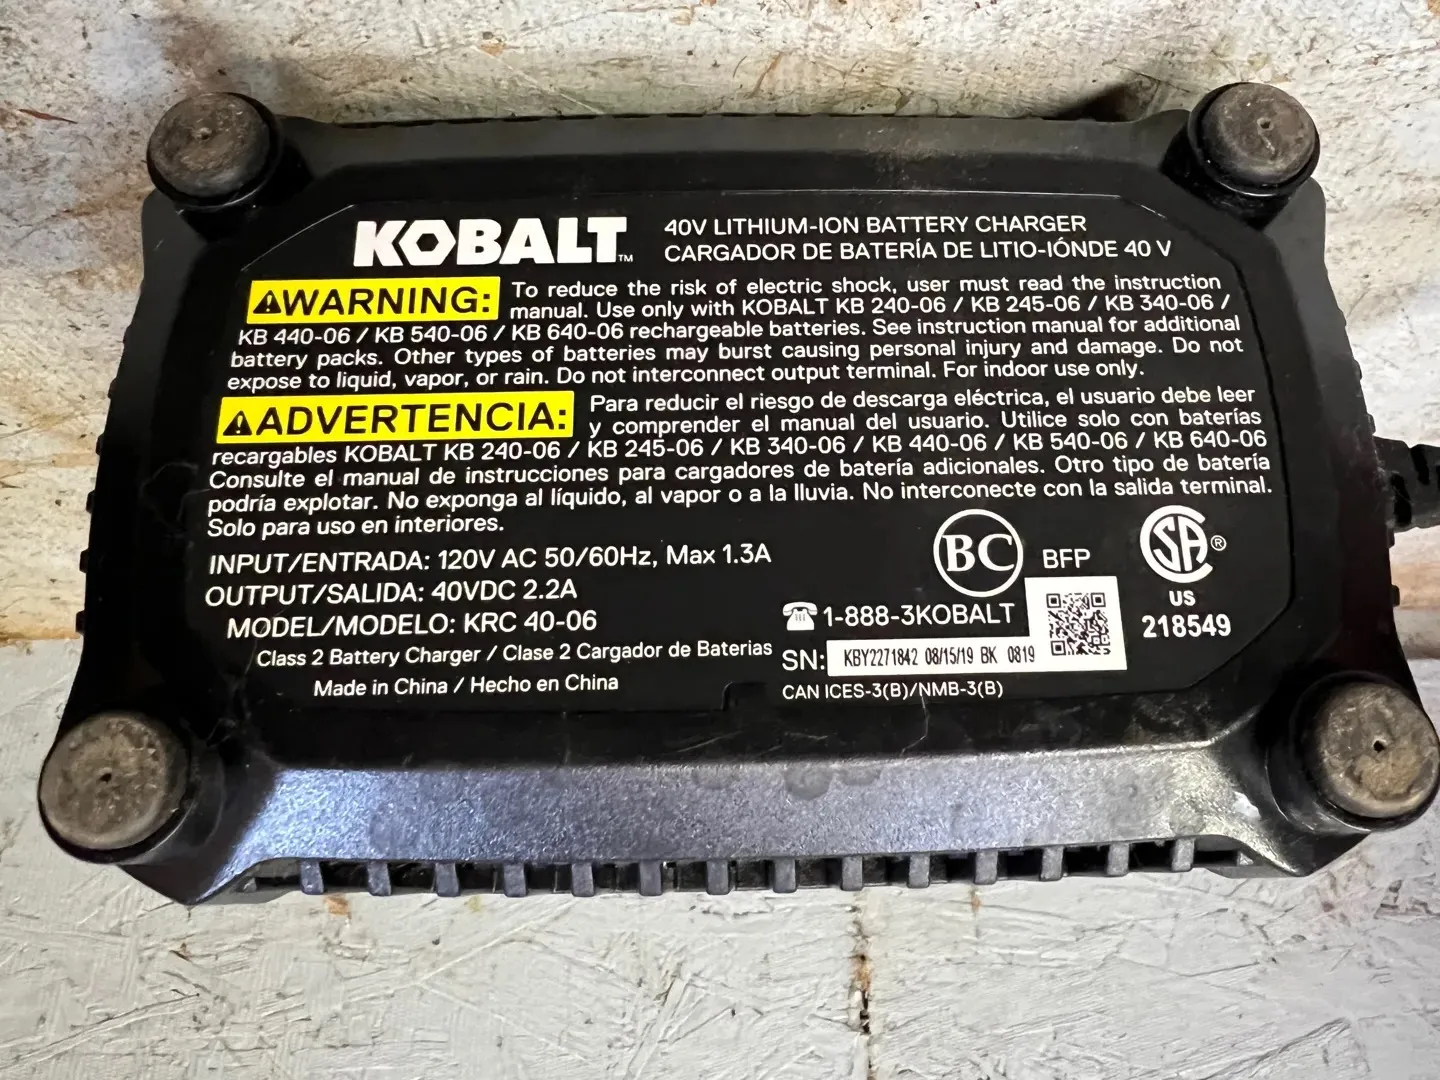 KOBALT™
40V LITHIUM-ION BATTERY CHARGER
CARGADOR DE BATERÍA DE LITIO-IÓNDE 40 V
WARNING: To reduce the risk of electric shock, user must read the instruction
manual. Use only with KOBALT KB 240-06 / KB 245-06 / KB 340-06 /
KB 440-06 / KB 540-06 / KB 640-06 rechargeable batteries. See instruction manual for additional
battery packs. Other types of batteries may burst causing personal injury and damage. Do not
expose to liquid, vapor, or rain. Do not interconnect output terminal. For indoor use only.
ADVERTENCIA: Para reducir el riesgo de descarga eléctrica, el usuario debe leer
y comprender el manual del usuario. Utilice solo con baterías
recargables KOBALT KB 240-06 / KB 245-06 / KB 340-06 / KB 440-06 / KB 540-06 / KB 640-06
Consulte el manual de instrucciones para cargadores de batería adicionales. Otro tipo de batería
podría explotar. No exponga al líquido, al vapor o a la lluvia. No interconecte con la salida terminal.
Solo para uso en interiores.
INPUT/ENTRADA: 120V AC 50/60Hz, Max 1.3A
OUTPUT/SALIDA: 40VDC 2.2A
MODEL/MODELO: KRC 40-06
Class 2 Battery Charger / Clase 2 Cargador de Baterias
Made in China / Hecho en China
BC
BFP
SA®
US
218549
1-888-3KOBALT
SN: KBY2271842 08/15/19 BK 0819
CAN ICES-3(B)/NMB-3(B)